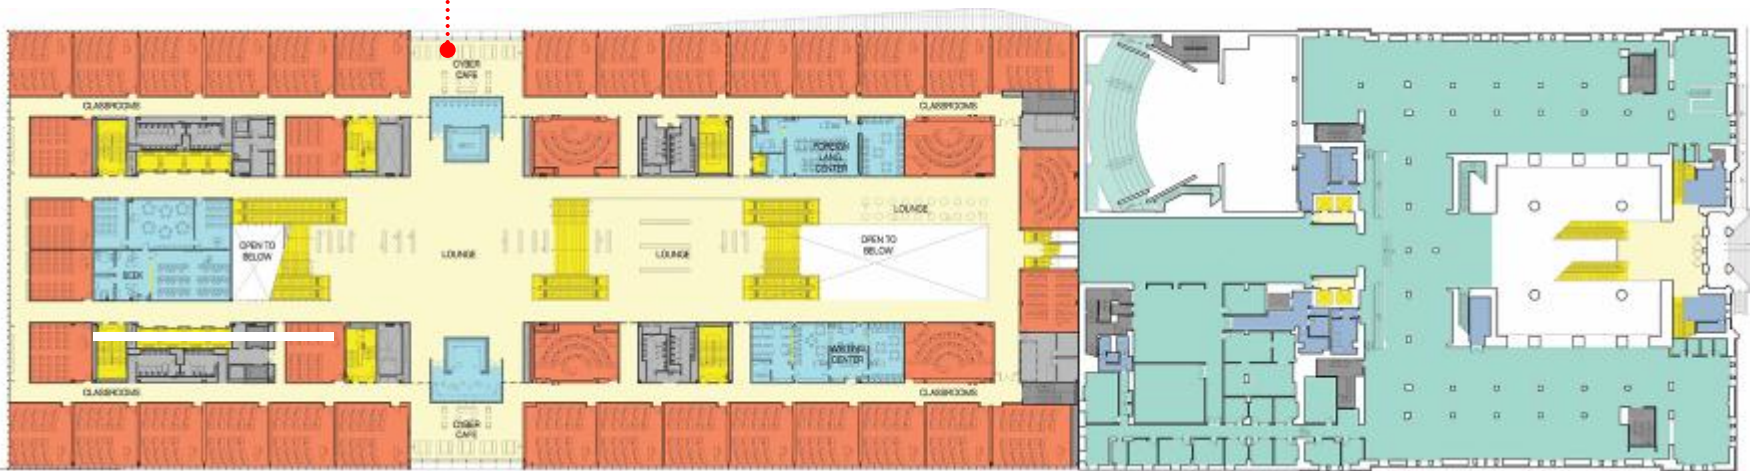 CYBER
CAFE
CLASSROOMS
CLASSROOMS
FOREIGN
LANG.
CENTER
LOUNGE
OPEN TO
BELOW
LOUNGE
LOUNGE
OPEN TO
BELOW
SEEK
WRITING
CENTER
CLASSROOMS
CLASSROOMS
CYBER
CAFE